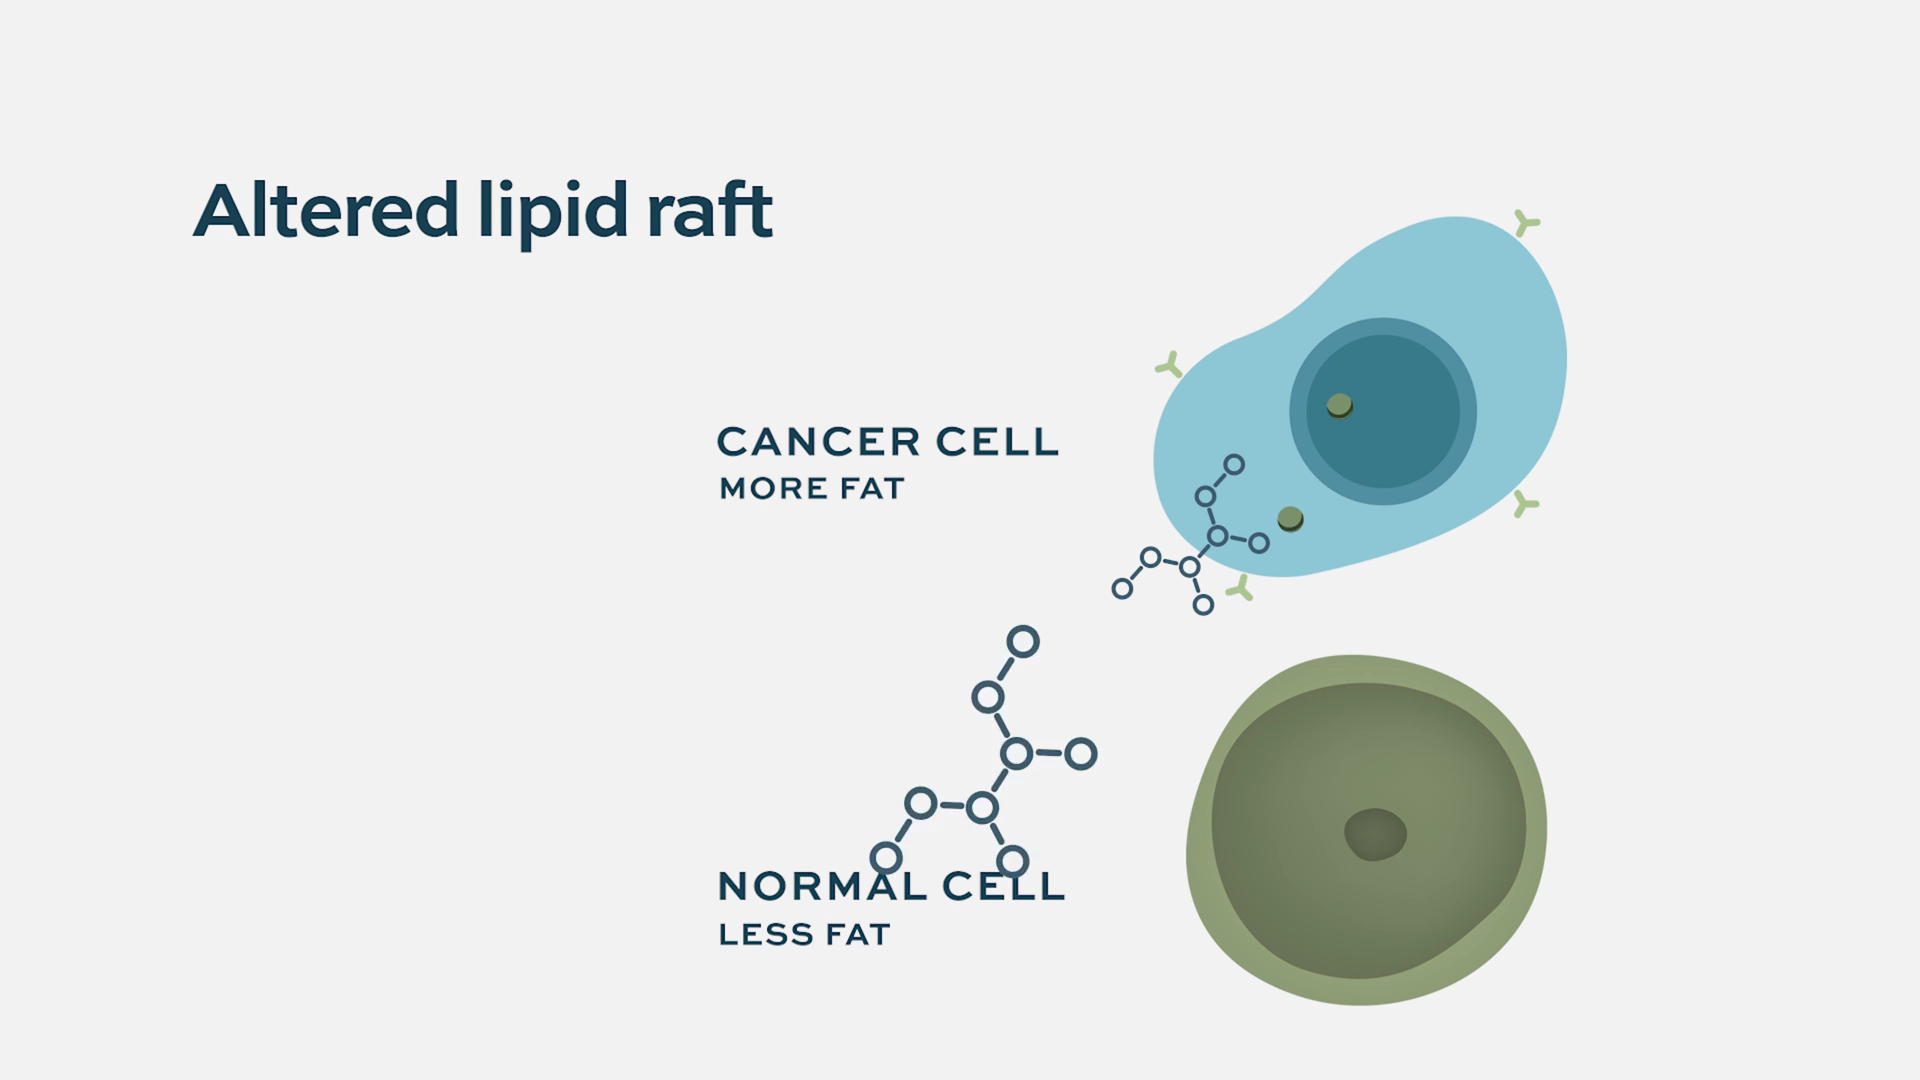 Altered lipid raft
CANCER CELL
MORE FAT
NORMAL CELL
LESS FAT